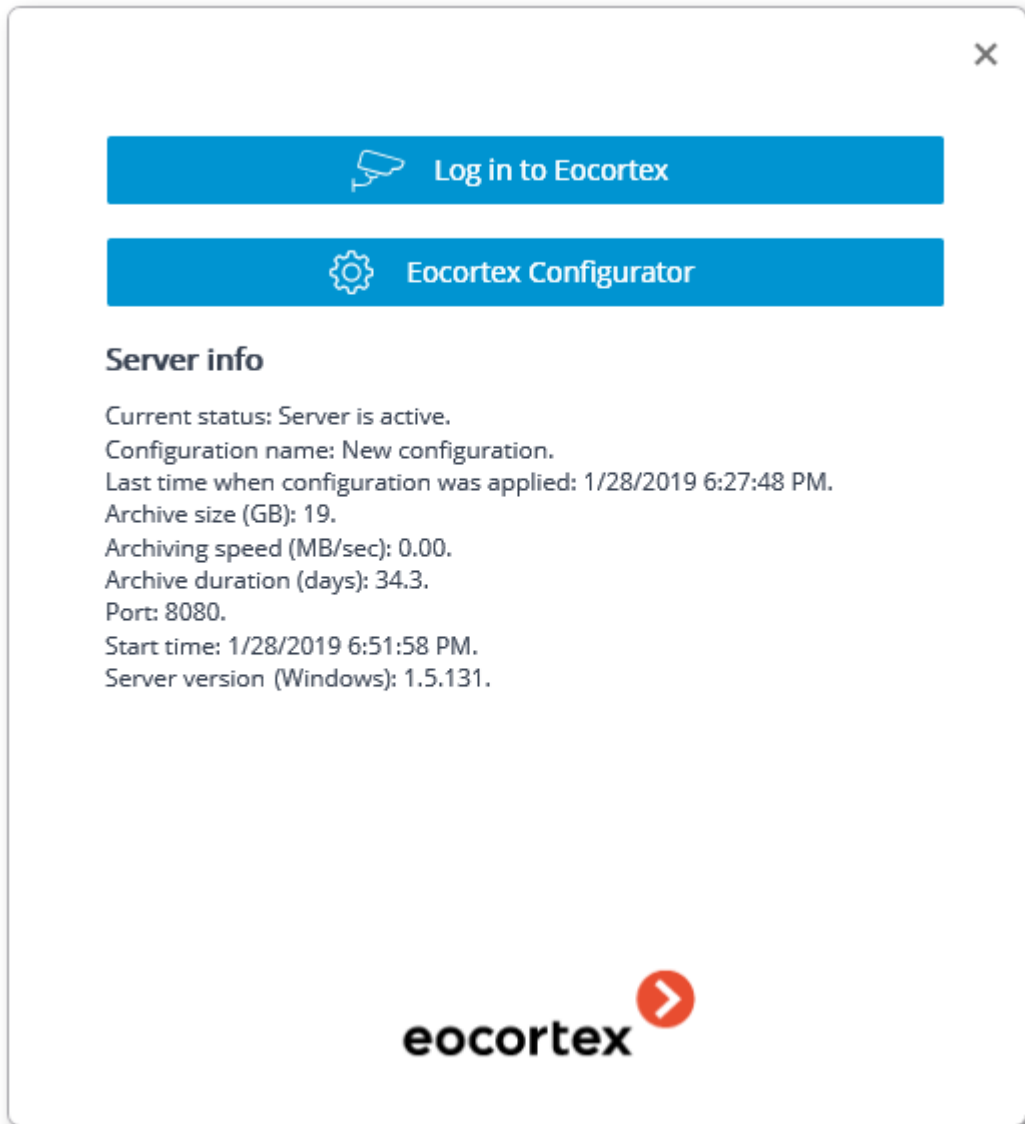 Log in to Eocortex
Eocortex Configurator
Server info
Current status: Server is active.
Configuration name: New configuration.
Last time when configuration was applied: 1/28/2019 6:27:48 PM.
Archive size (GB): 19.
Archiving speed (MB/sec): 0.00.
Archive duration (days): 34.3.
Port: 8080.
Start time: 1/28/2019 6:51:58 PM.
Server version (Windows): 1.5.131.
eocortex